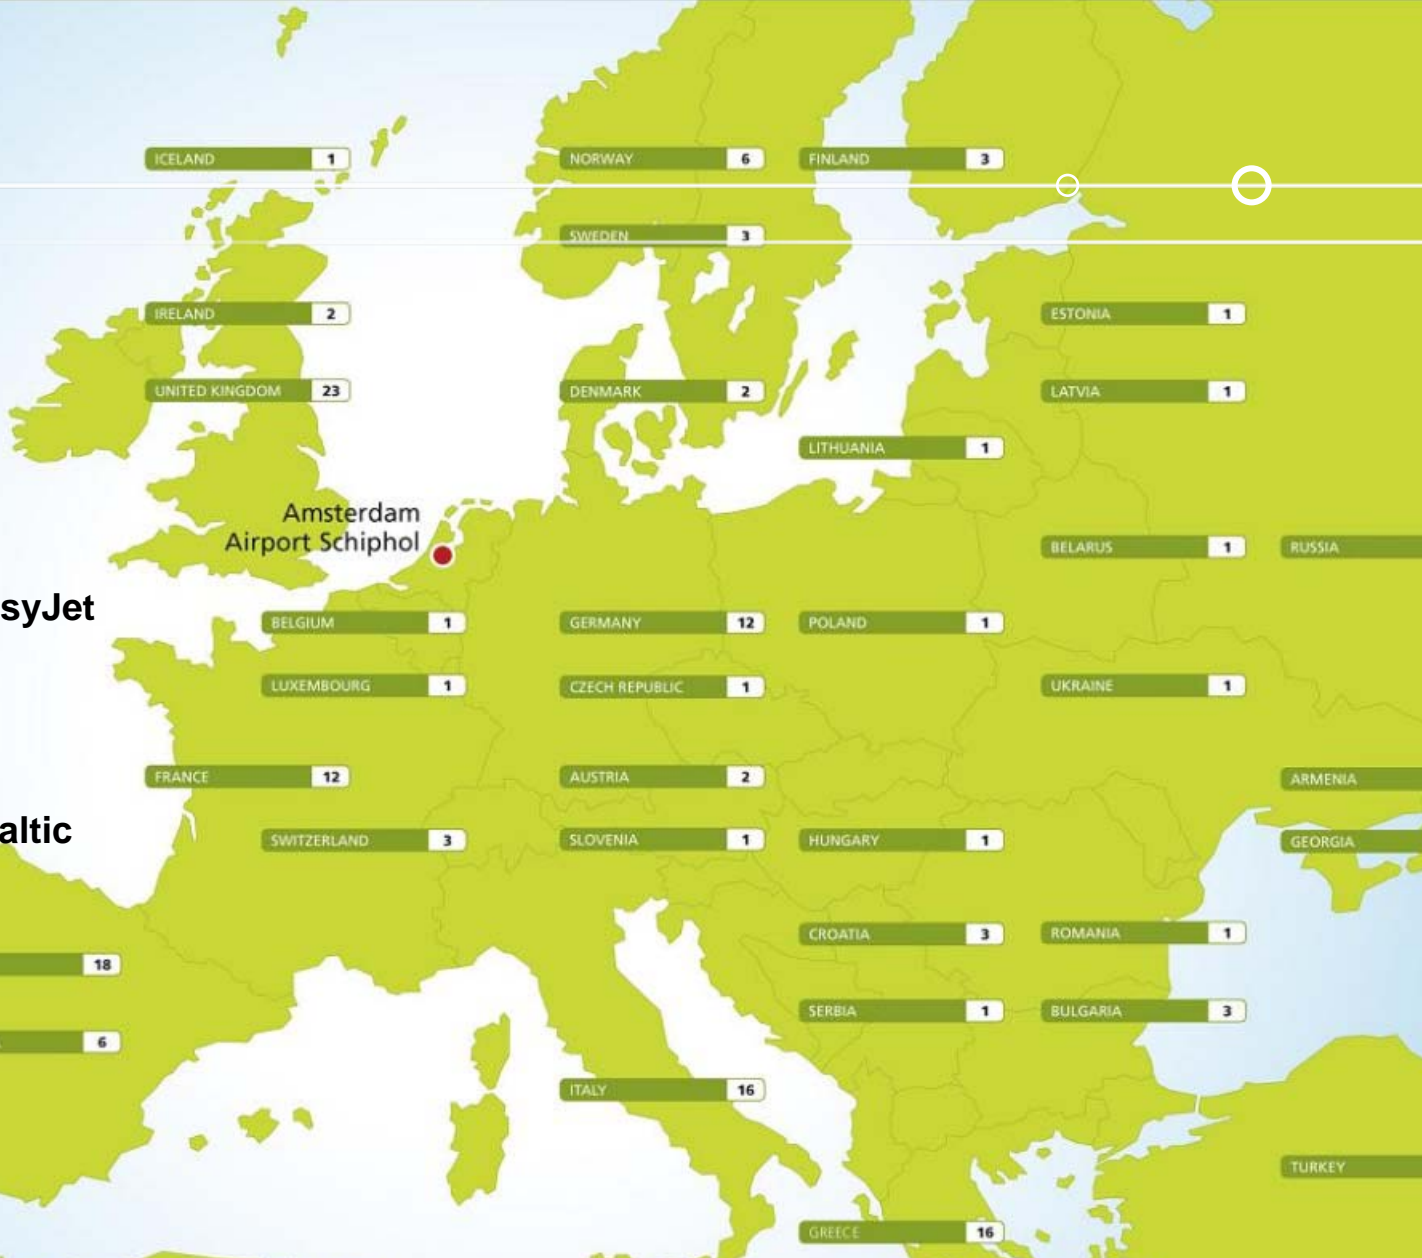 ICELAND 1
NORWAY 6
FINLAND 3
SWEDEN 3
IRELAND 2
ESTONIA 1
UNITED KINGDOM 23
DENMARK 2
LATVIA 1
LITHUANIA 1
Amsterdam
Airport Schiphol
BELARUS 1
RUSSIA
syJet
BELGIUM 1
GERMANY 12
POLAND 1
LUXEMBOURG 1
CZECH REPUBLIC 1
UKRAINE 1
FRANCE 12
AUSTRIA 2
ARMENIA
altic
SWITZERLAND 3
SLOVENIA 1
HUNGARY 1
GEORGIA
CROATIA 3
ROMANIA 1
18
SERBIA 1
BULGARIA 3
6
ITALY 16
TURKEY
GREECE 16